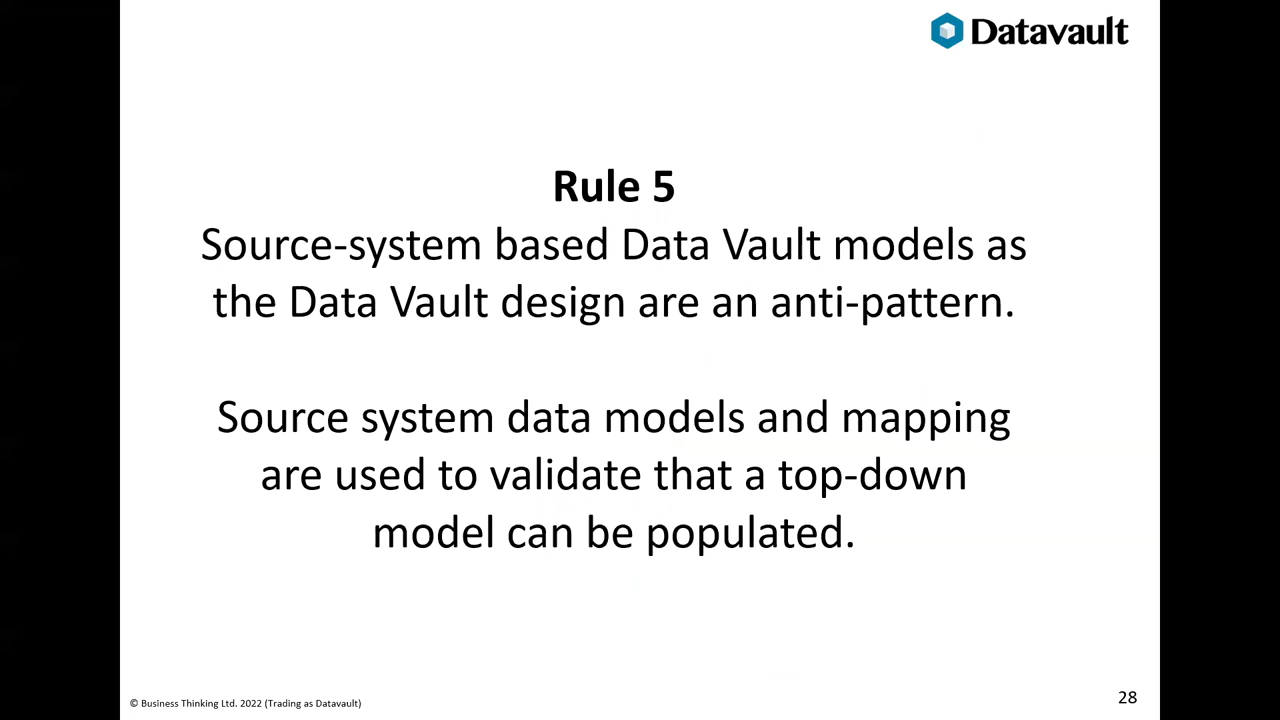 Datavault
Rule 5
Source-system based Data Vault models as
the Data Vault design are an anti-pattern.
Source system data models and mapping
are used to validate that a top-down
model can be populated.
© Business Thinking Ltd. 2022 (Trading as Datavault)
28